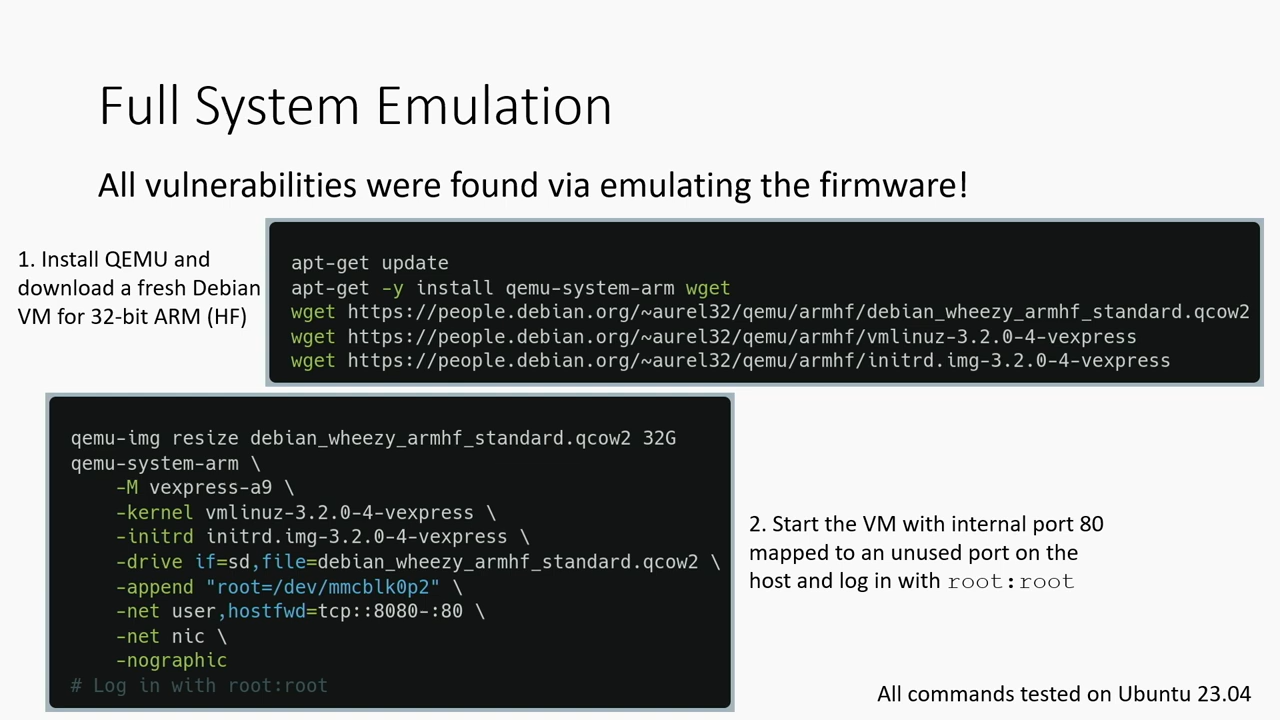 Full System Emulation
All vulnerabilities were found via emulating the firmware!
1. Install QEMU and
download a fresh Debian
VM for 32-bit ARM (HF)
apt-get update
apt-get -y install qemu-system-arm wget
wget https://people.debian.org/~aurel32/qemu/armhf/debian_wheezy_armhf_standard.qcow2
wget https://people.debian.org/~aurel32/qemu/armhf/vmlinuz-3.2.0-4-vexpress
wget https://people.debian.org/~aurel32/qemu/armhf/initrd.img-3.2.0-4-vexpress
qemu-img resize debian_wheezy_armhf_standard.qcow2 32G
qemu-system-arm \
-M vexpress-a9 \
-kernel vmlinuz-3.2.0-4-vexpress \
-initrd initrd.img-3.2.0-4-vexpress \
-drive if=sd,file=debian_wheezy_armhf_standard.qcow2 \
-append "root=/dev/mmcblk0p2" \
-net user,hostfwd=tcp::8080-:80 \
-net nic \
-nographic
# Log in with root:root
2. Start the VM with internal port 80
mapped to an unused port on the
host and log in with root:root
All commands tested on Ubuntu 23.04